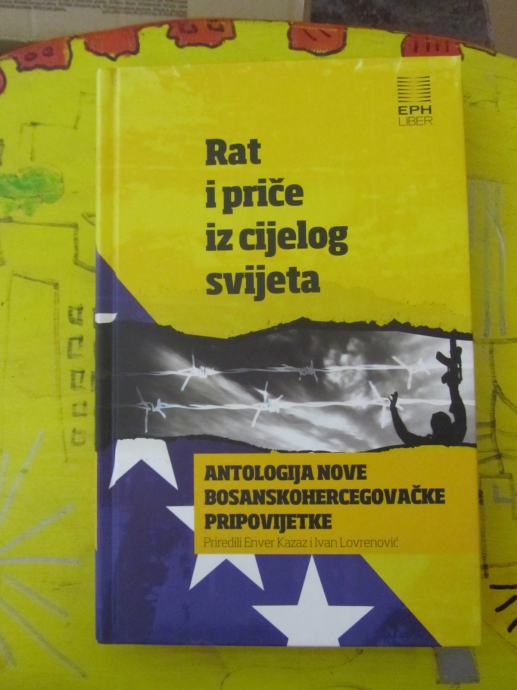 EPH
LIBER
Rat
i priče
iz cijelog
svijeta
ANTOLOGIJA NOVE
BOSANSKOHERCEGOVAČKE
PRIPOVIJETKE
Priredili Enver Kazaz i Ivan Lovrenović